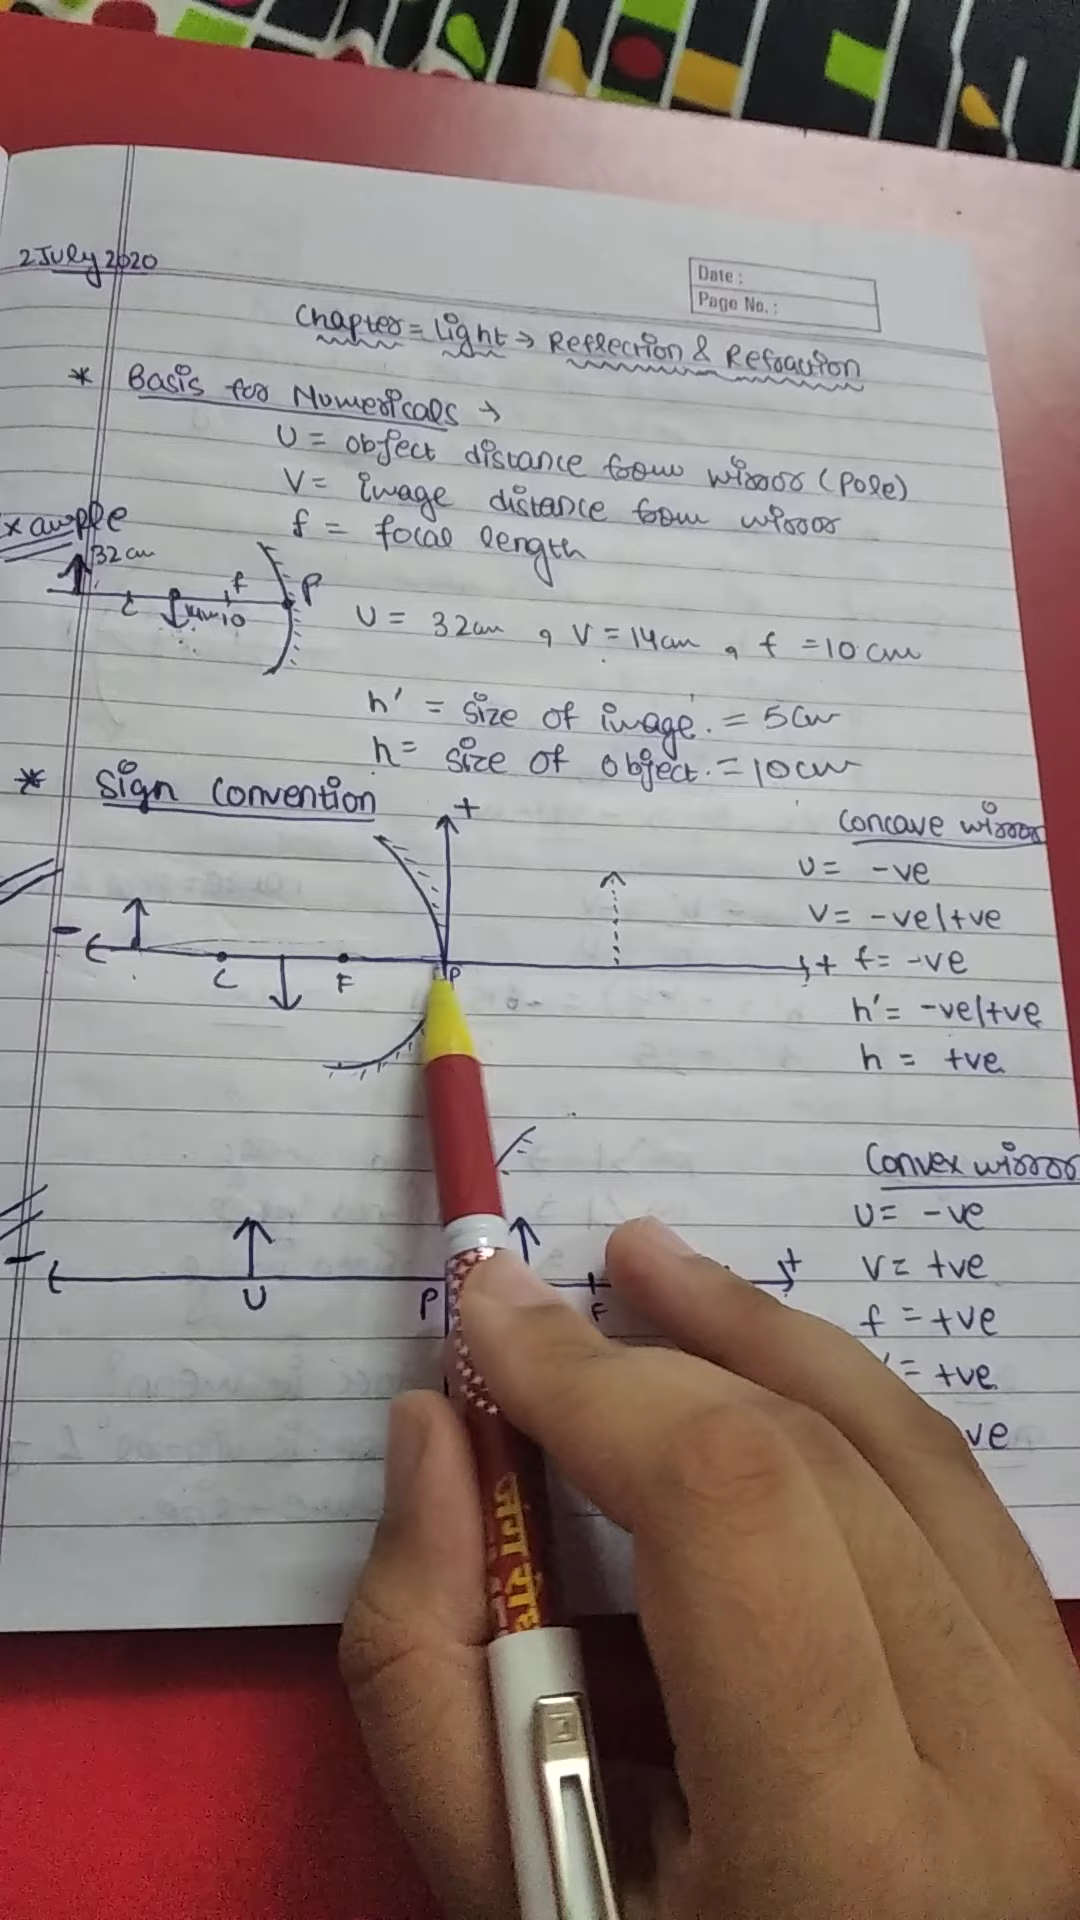 2 July 2020
Date :
Page No. :
Chapter = Light → Reflection & Refraction
* Basis for Numericals →
U = object distance from mirror (Pole)
V = image distance from mirror
f = focal length
Example
32 cm
f
P
C
14cm
10
U = 32cm , V = 14cm , f = 10 cm
h' = size of image. = 5cm
h = size of object. = 10cm
* Sign Convention
+
Concave mirror
U = -ve
V = -ve/+ve
-
C
F
P
+
f = -ve
h' = -ve/+ve
h = +ve
Convex mirror
U = -ve
-
U
P
F
+
V = +ve
f = +ve
' = +ve
ve